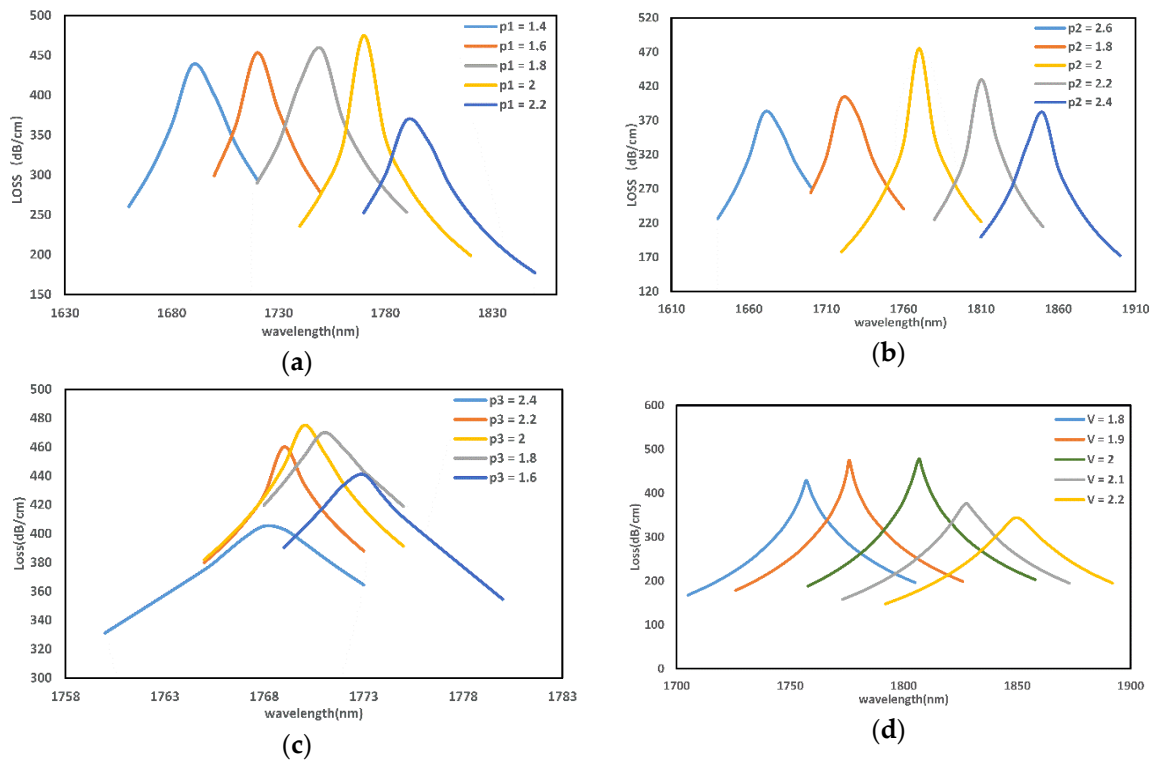 500
450
400
350
300
250
200
150
LOSS (dB/cm)
p1 = 1.4
p1 = 1.6
p1 = 1.8
p1 = 2
p1 = 2.2
1630 1680 1730 1780 1830
wavelength(nm)
(a)
520
470
420
370
320
270
220
170
120
LOSS (dB/cm)
p2 = 2.6
p2 = 1.8
p2 = 2
p2 = 2.2
p2 = 2.4
1610 1660 1710 1760 1810 1860 1910
wavelength(nm)
(b)
500
480
460
440
420
400
380
360
340
320
300
Loss(dB/cm)
p3 = 2.4
p3 = 2.2
p3 = 2
p3 = 1.8
p3 = 1.6
1758 1763 1768 1773 1778 1783
wavelength(nm)
(c)
600
500
400
300
200
100
0
Loss(dB/cm)
V = 1.8
V = 1.9
V = 2
V = 2.1
V = 2.2
1700 1750 1800 1850 1900
wavelength(nm)
(d)